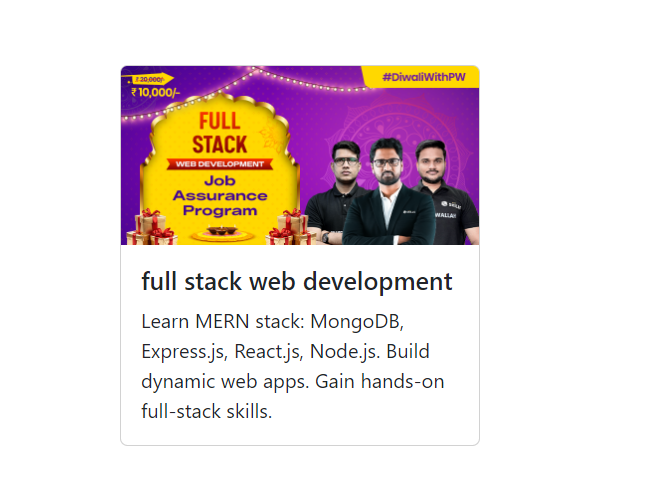 ₹ 20,000/-
₹ 10,000/-
#DiwaliWithPW
FULL
STACK
WEB DEVELOPMENT
Job
Assurance
Program
WALLAH
full stack web development
Learn MERN stack: MongoDB,
Express.js, React.js, Node.js. Build
dynamic web apps. Gain hands-on
full-stack skills.